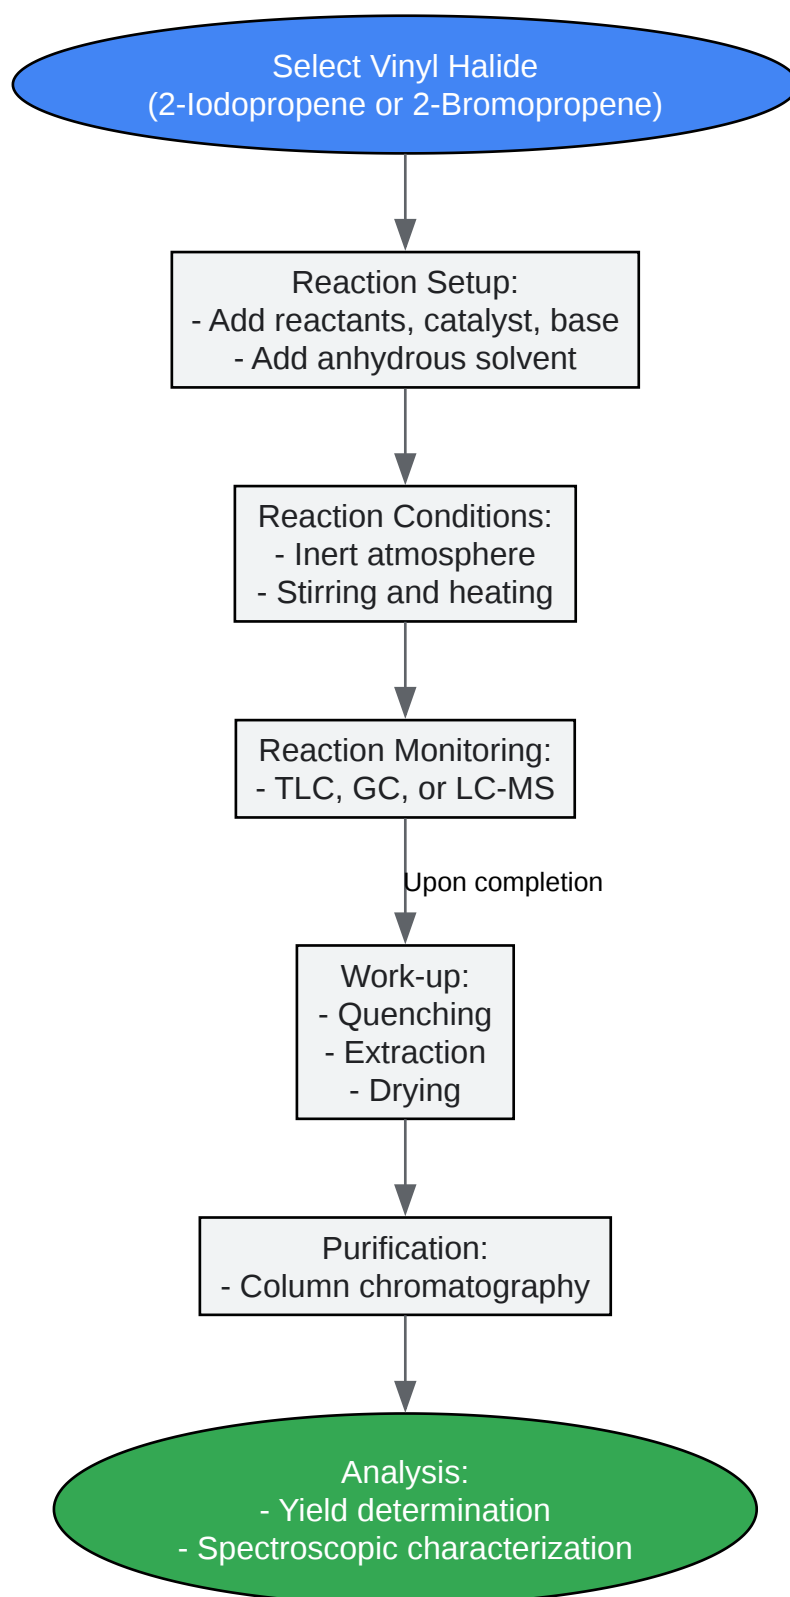 Select Vinyl Halide
(2-Iodopropene or 2-Bromopropene)
Reaction Setup:
- Add reactants, catalyst, base
- Add anhydrous solvent
Reaction Conditions:
- Inert atmosphere
- Stirring and heating
Reaction Monitoring:
- TLC, GC, or LC-MS
Upon completion
Work-up:
- Quenching
- Extraction
- Drying
Purification:
- Column chromatography
Analysis:
- Yield determination
- Spectroscopic characterization